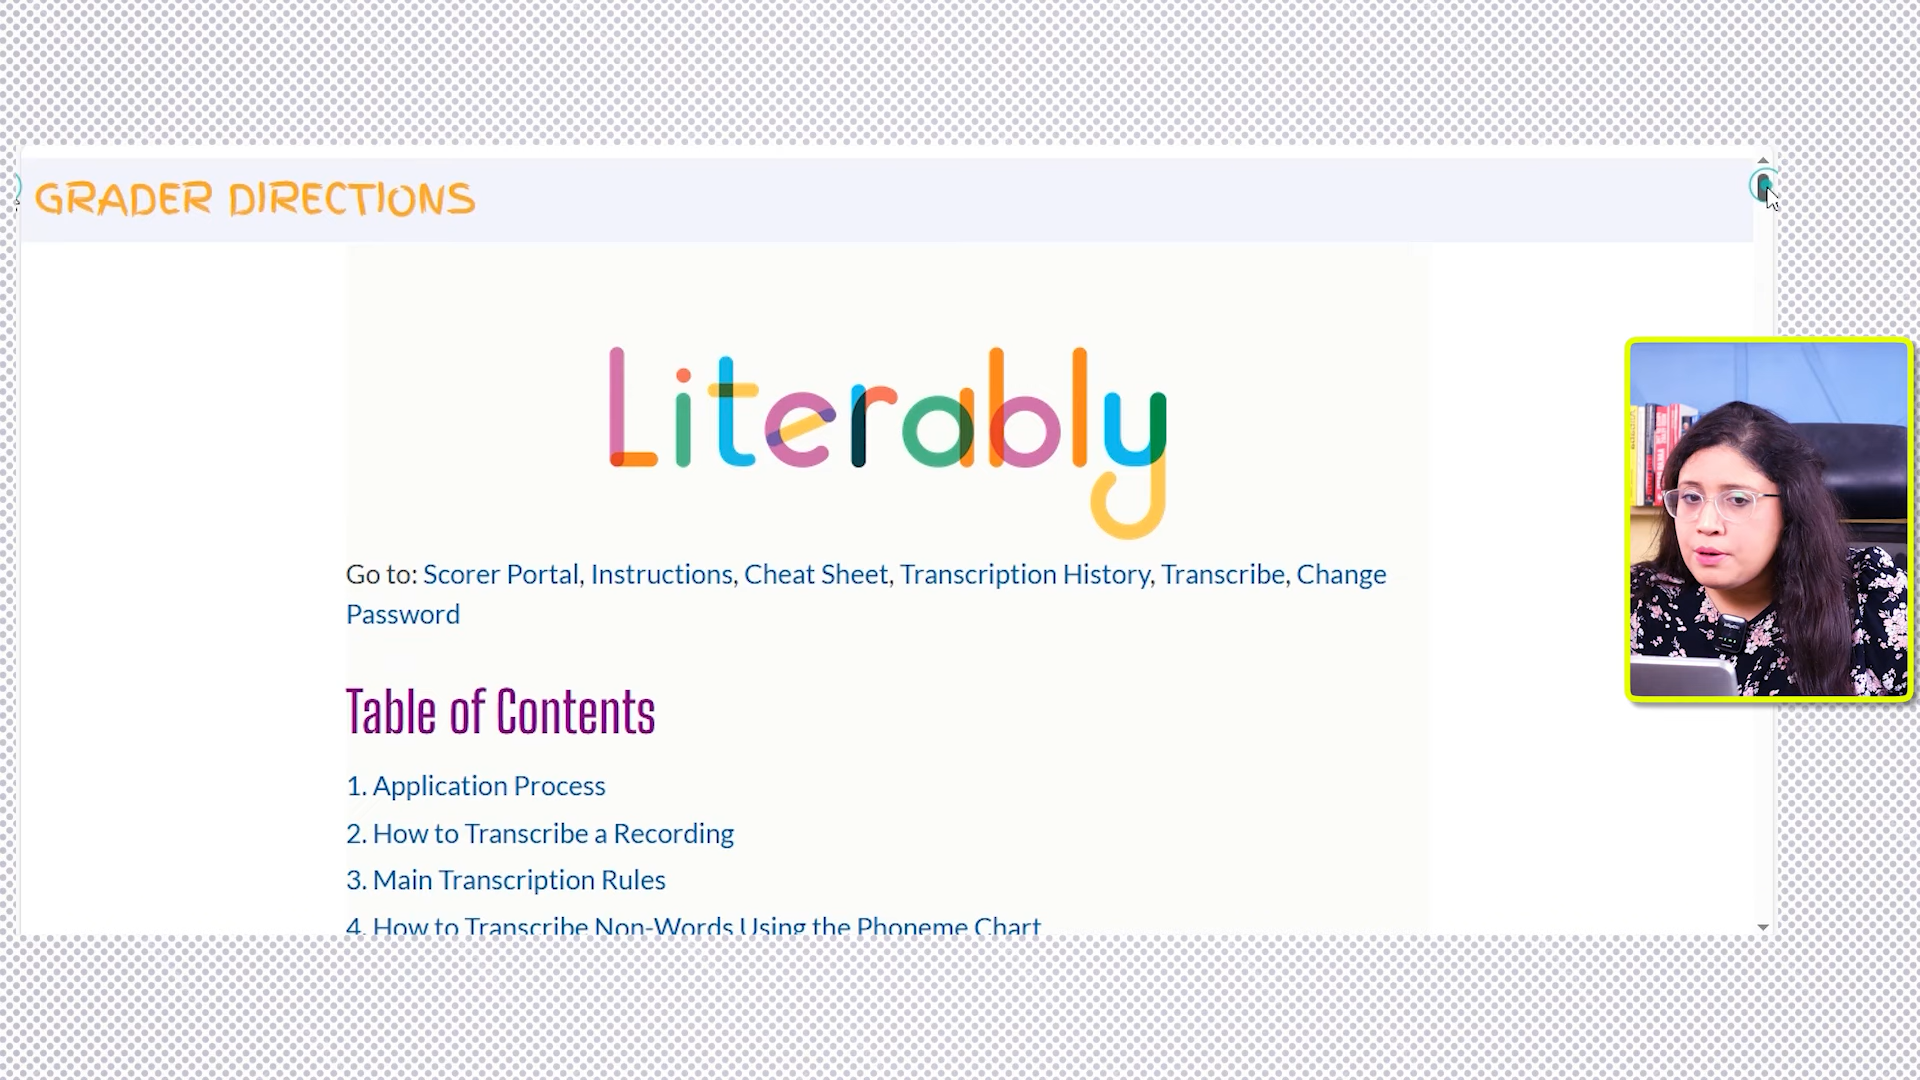 GRADER DIRECTIONS
Literably
Go to: Scorer Portal, Instructions, Cheat Sheet, Transcription History, Transcribe, Change
Password
Table of Contents
1. Application Process
2. How to Transcribe a Recording
3. Main Transcription Rules
4. How to Transcribe Non-Words Using the Phoneme Chart